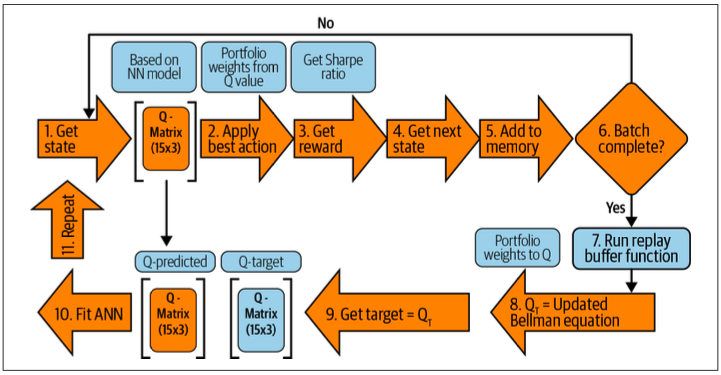 No
Based on
NN model
Portfolio
weights from
Q value
Get Sharpe
ratio
1. Get
state
Q -
Matrix
(15x3)
2. Apply
best action
3. Get
reward
4. Get next
state
5. Add to
memory
6. Batch
complete?
Yes
11. Repeat
Q-predicted
Q-target
Portfolio
weights to Q
7. Run replay
buffer function
10. Fit ANN
Q -
Matrix
(15x3)
Q -
Matrix
(15x3)
9. Get target = Q_T
8. Q_T = Updated
Bellman equation